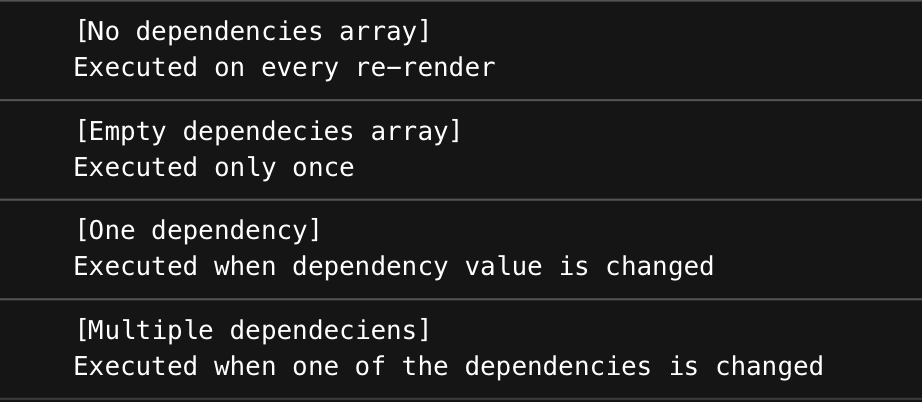 [No dependencies array]
Executed on every re-render
[Empty dependecies array]
Executed only once
[One dependency]
Executed when dependency value is changed
[Multiple dependeciens]
Executed when one of the dependencies is changed